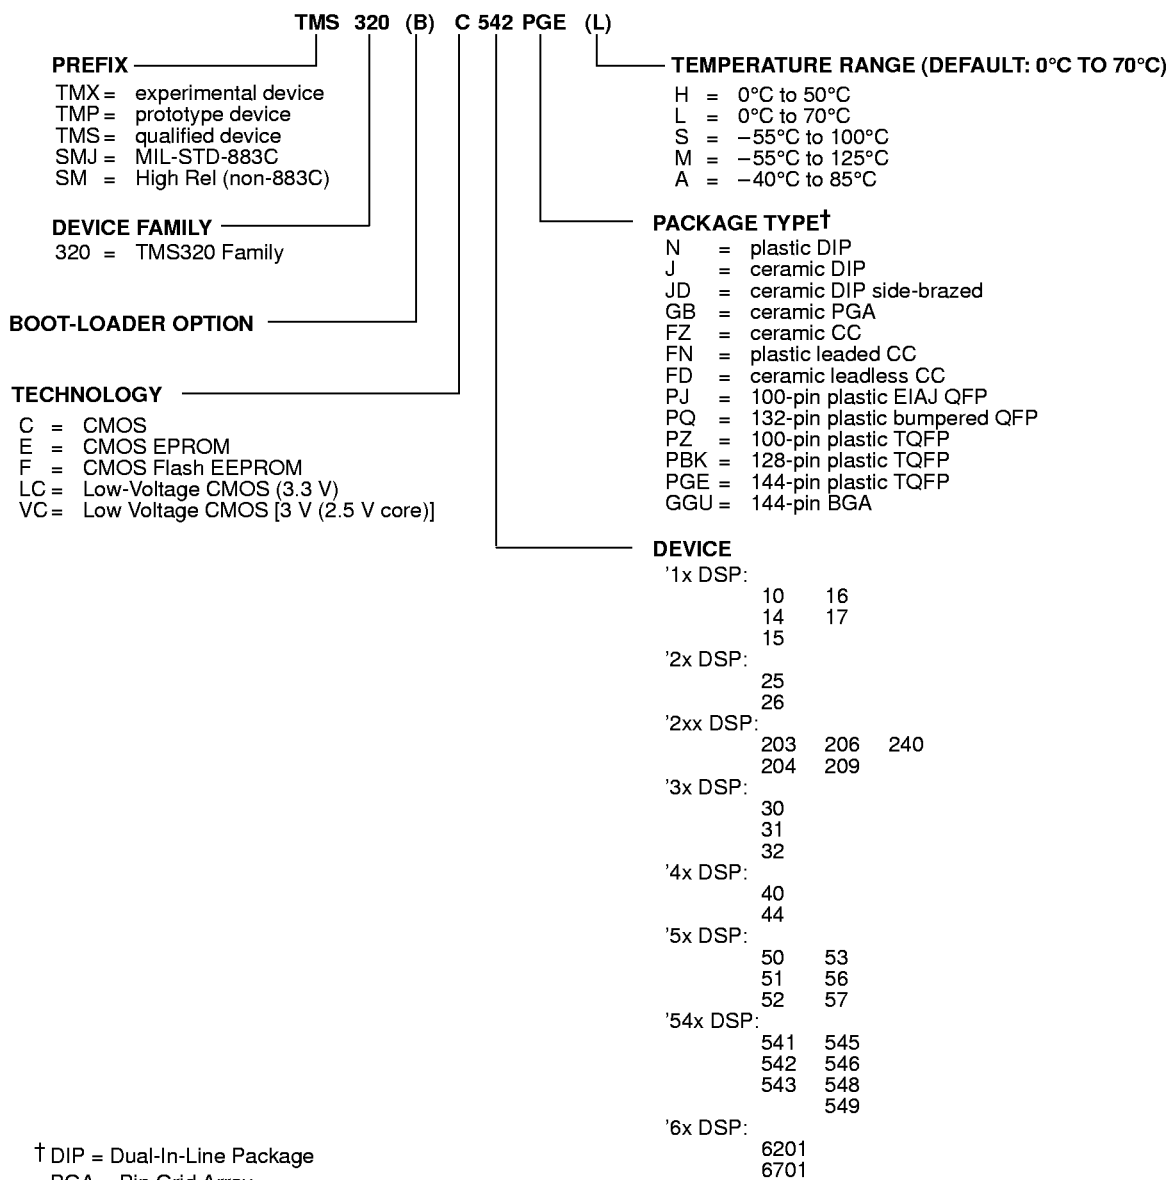 TMS 320 (B) C 542 PGE (L)
PREFIX
TMX = experimental device
TMP = prototype device
TMS = qualified device
SMJ = MIL-STD-883C
SM = High Rel (non-883C)
DEVICE FAMILY
320 = TMS320 Family
BOOT-LOADER OPTION
TECHNOLOGY
C = CMOS
E = CMOS EPROM
F = CMOS Flash EEPROM
LC = Low-Voltage CMOS (3.3 V)
VC = Low Voltage CMOS [3 V (2.5 V core)]
TEMPERATURE RANGE (DEFAULT: 0°C TO 70°C)
H = 0°C to 50°C
L = 0°C to 70°C
S = −55°C to 100°C
M = −55°C to 125°C
A = −40°C to 85°C
PACKAGE TYPE†
N = plastic DIP
J = ceramic DIP
JD = ceramic DIP side-brazed
GB = ceramic PGA
FZ = ceramic CC
FN = plastic leaded CC
FD = ceramic leadless CC
PJ = 100-pin plastic EIAJ QFP
PQ = 132-pin plastic bumpered QFP
PZ = 100-pin plastic TQFP
PBK = 128-pin plastic TQFP
PGE = 144-pin plastic TQFP
GGU = 144-pin BGA
DEVICE
’1x DSP:
10 16
14 17
15
’2x DSP:
25
26
’2xx DSP:
203 206 240
204 209
’3x DSP:
30
31
32
’4x DSP:
40
44
’5x DSP:
50 53
51 56
52 57
’54x DSP:
541 545
542 546
543 548
549
’6x DSP:
6201
6701
† DIP = Dual-In-Line Package